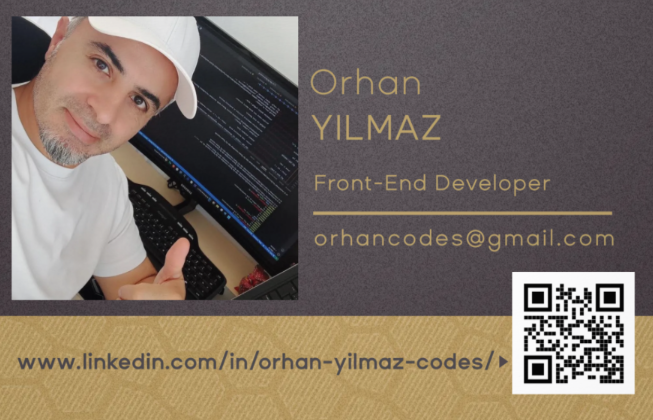 Orhan
YILMAZ
Front-End Developer
orhancodes@gmail.com
www.linkedin.com/in/orhan-yilmaz-codes/